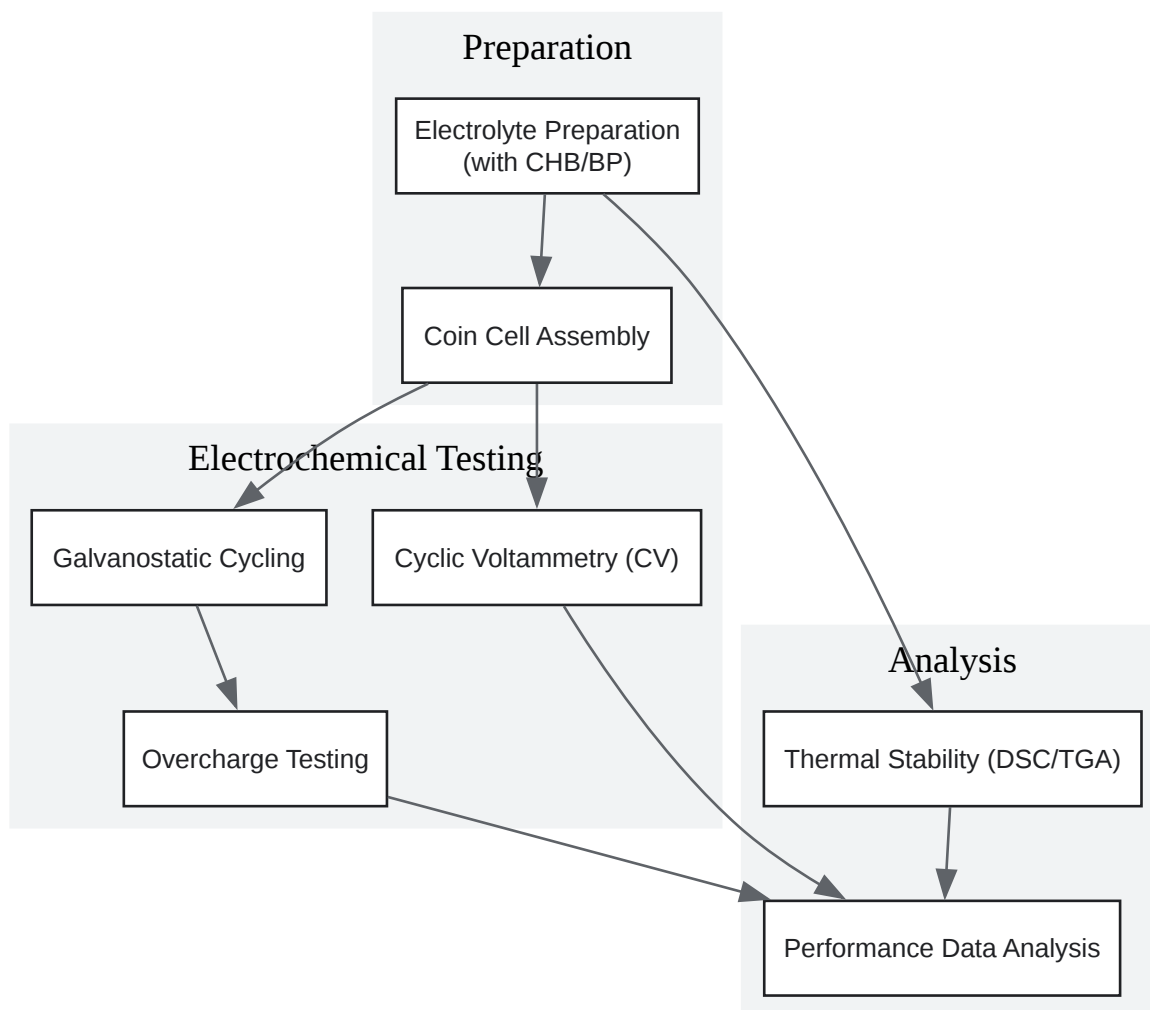 Preparation
Electrolyte Preparation
(with CHB/BP)
Coin Cell Assembly
Electrochemical Testing
Galvanostatic Cycling
Cyclic Voltammetry (CV)
Overcharge Testing
Analysis
Thermal Stability (DSC/TGA)
Performance Data Analysis